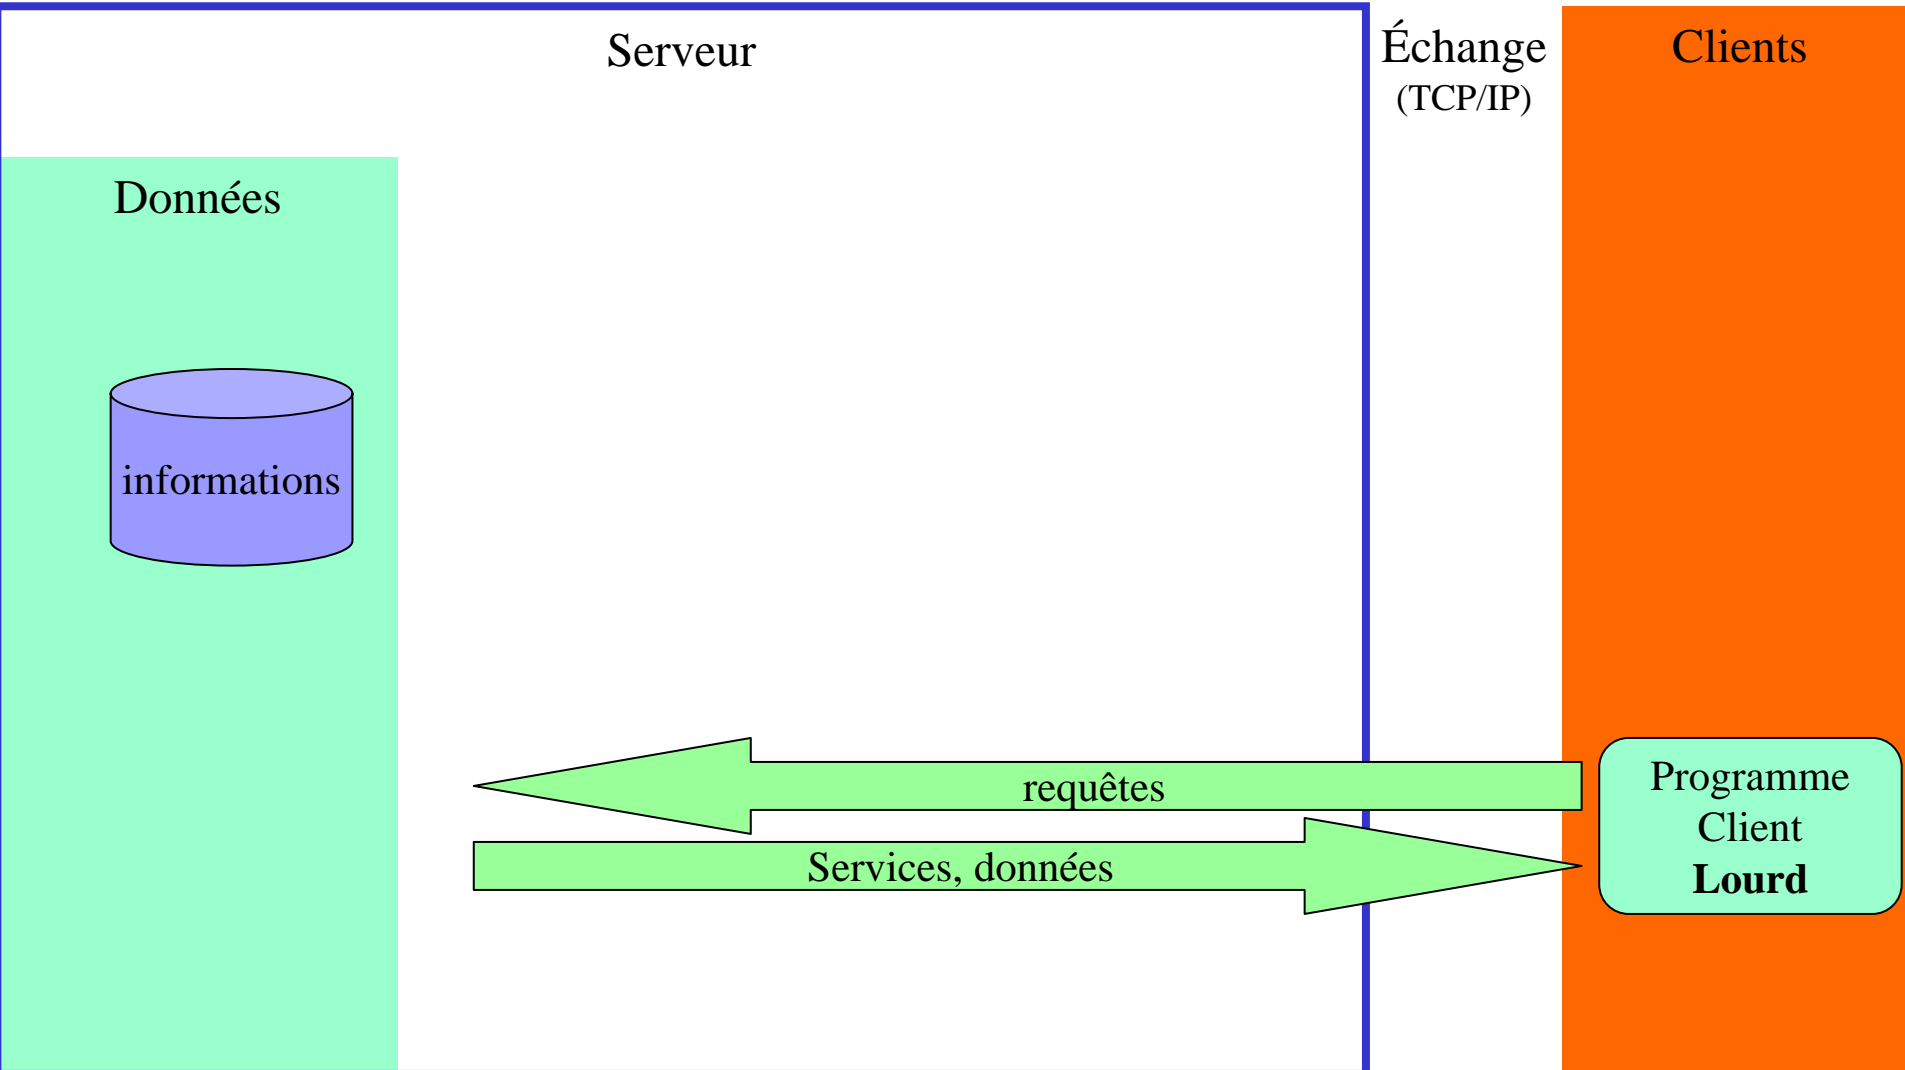 Serveur
Échange
(TCP/IP)
Clients
Données
informations
requêtes
Services, données
Programme
Client
Lourd